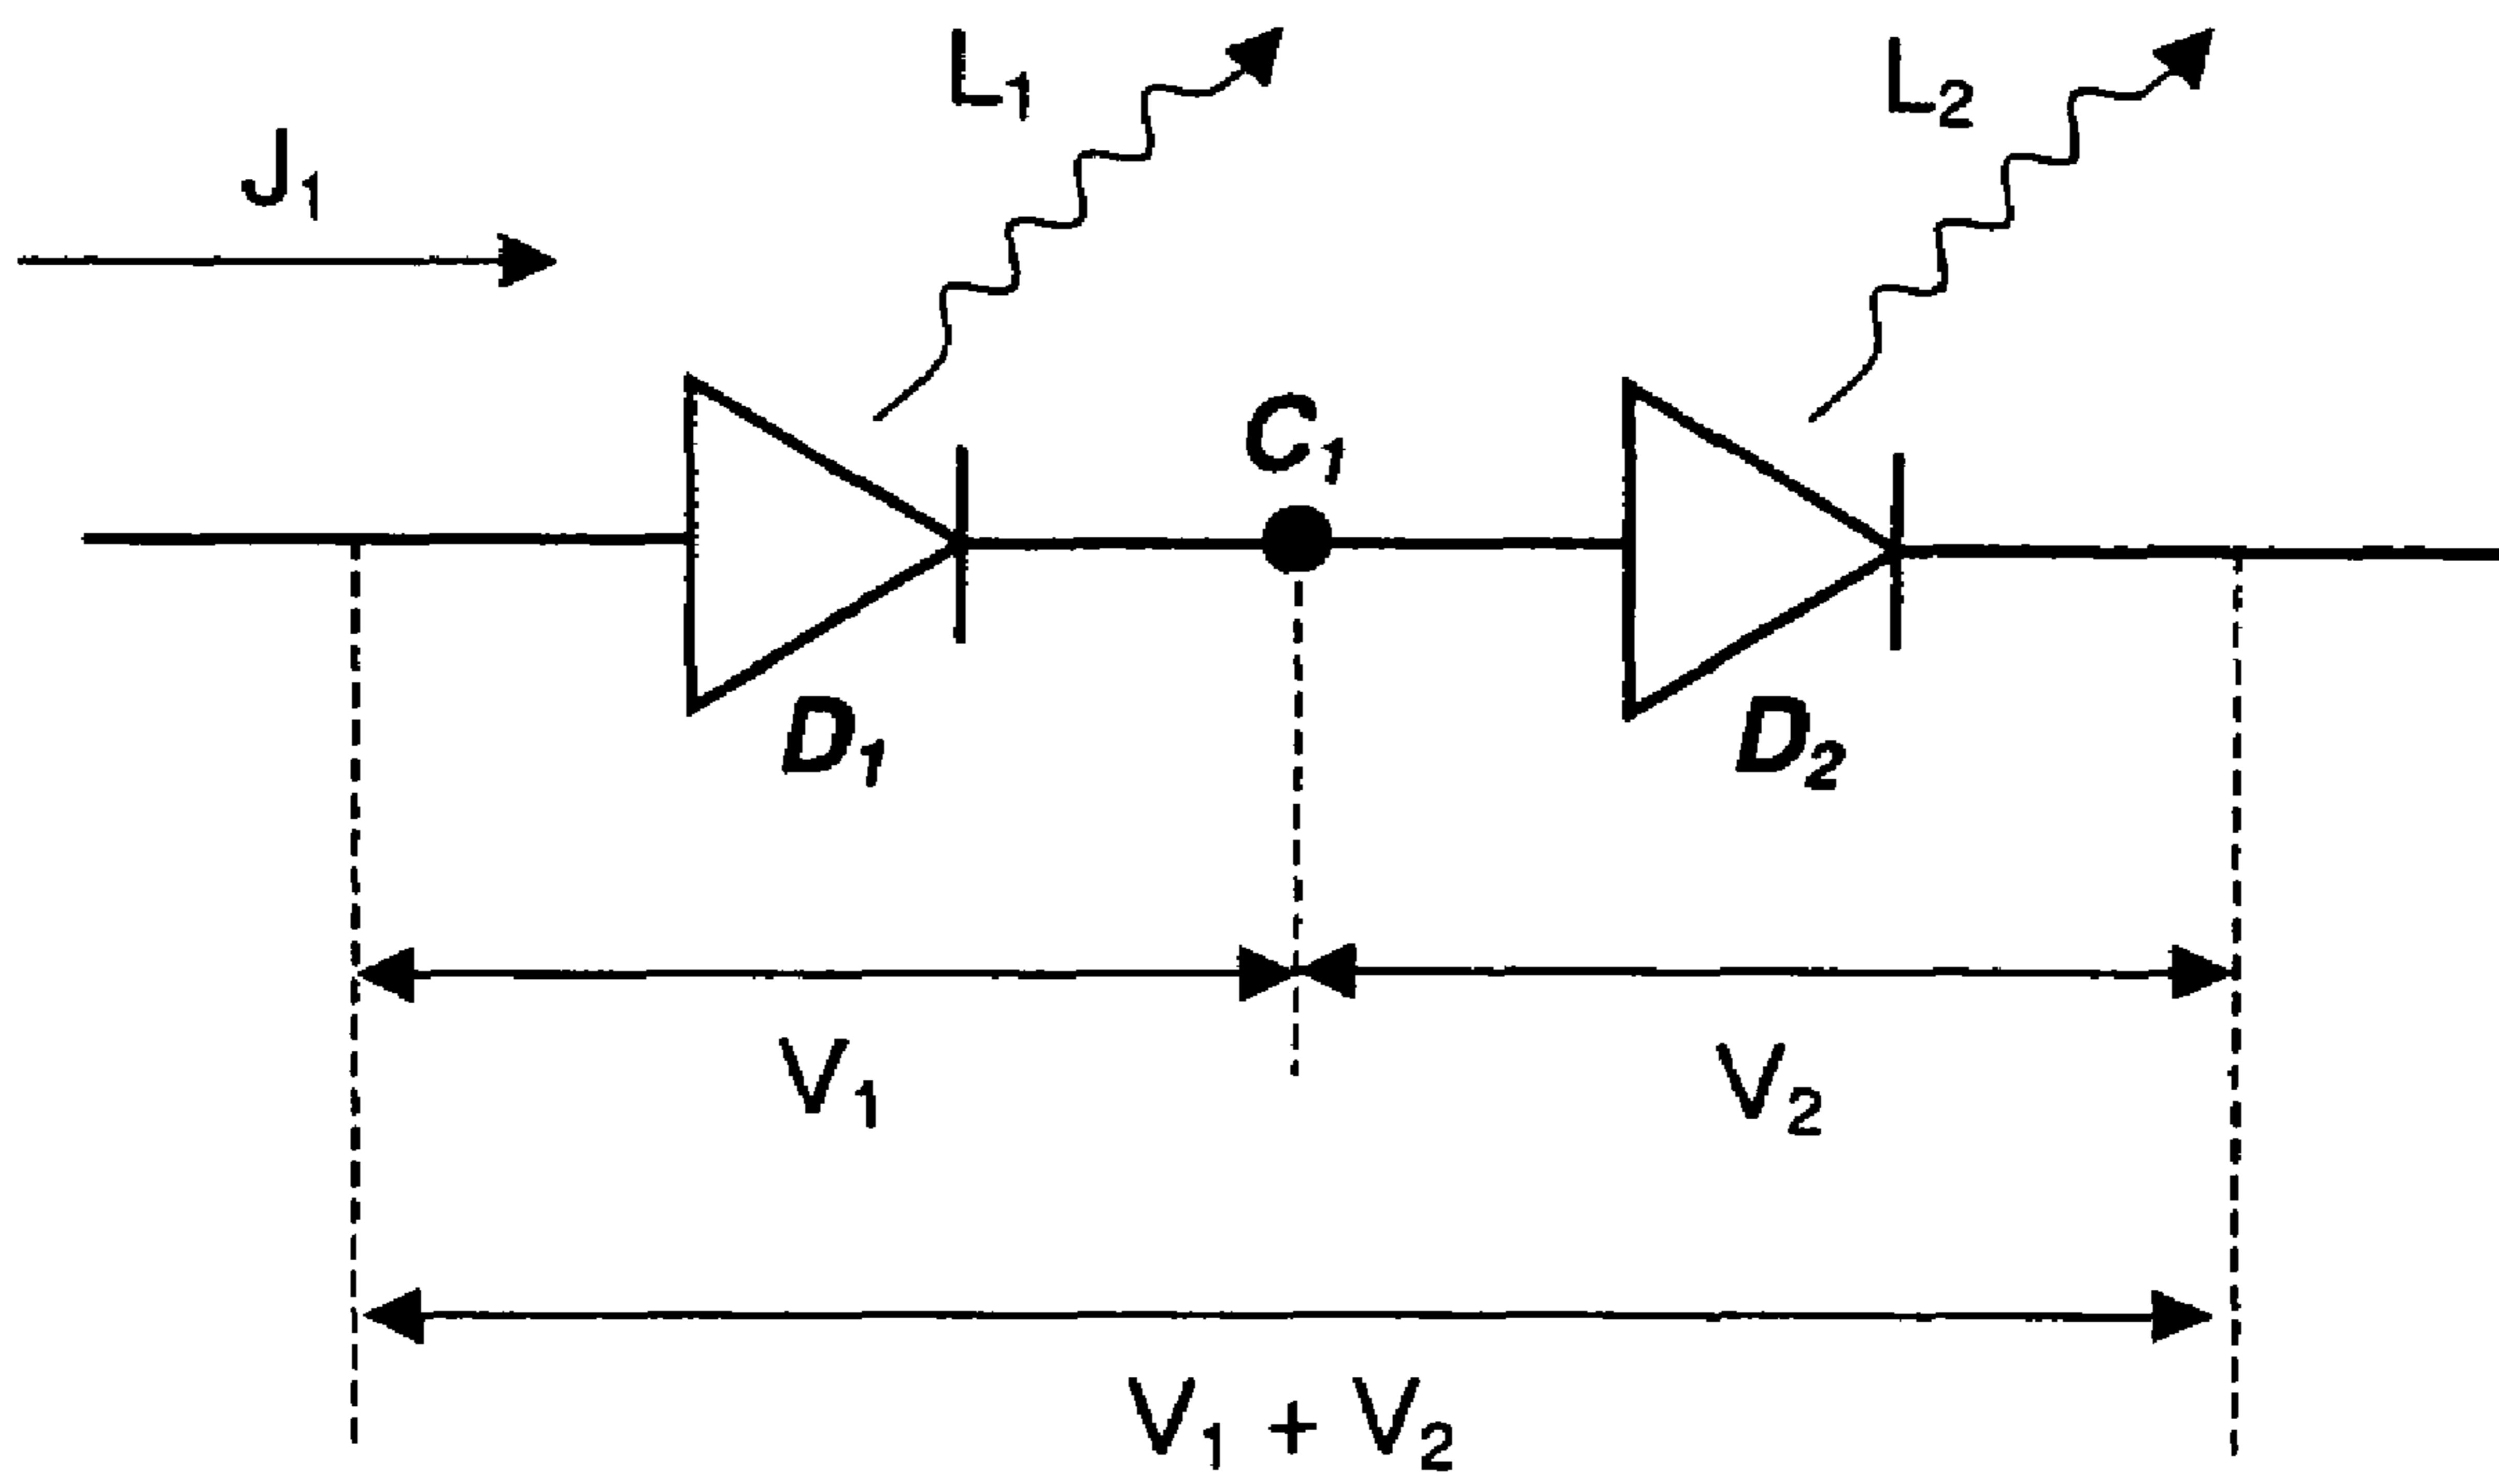 L₁
L₂
J₁
C₁
D₁
D₂
V₁
V₂
V₁ + V₂